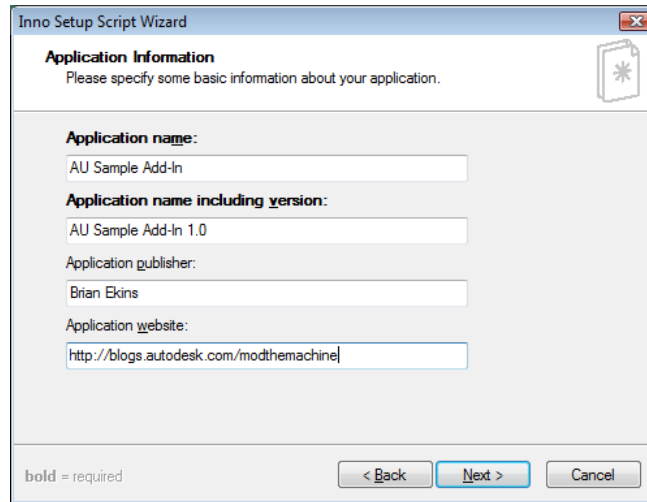 Inno Setup Script Wizard
Application Information
Please specify some basic information about your application.
Application name:
AU Sample Add-In
Application name including version:
AU Sample Add-In 1.0
Application publisher:
Brian Ekins
Application website:
http://blogs.autodesk.com/modthemachine
bold = required
< Back
Next >
Cancel